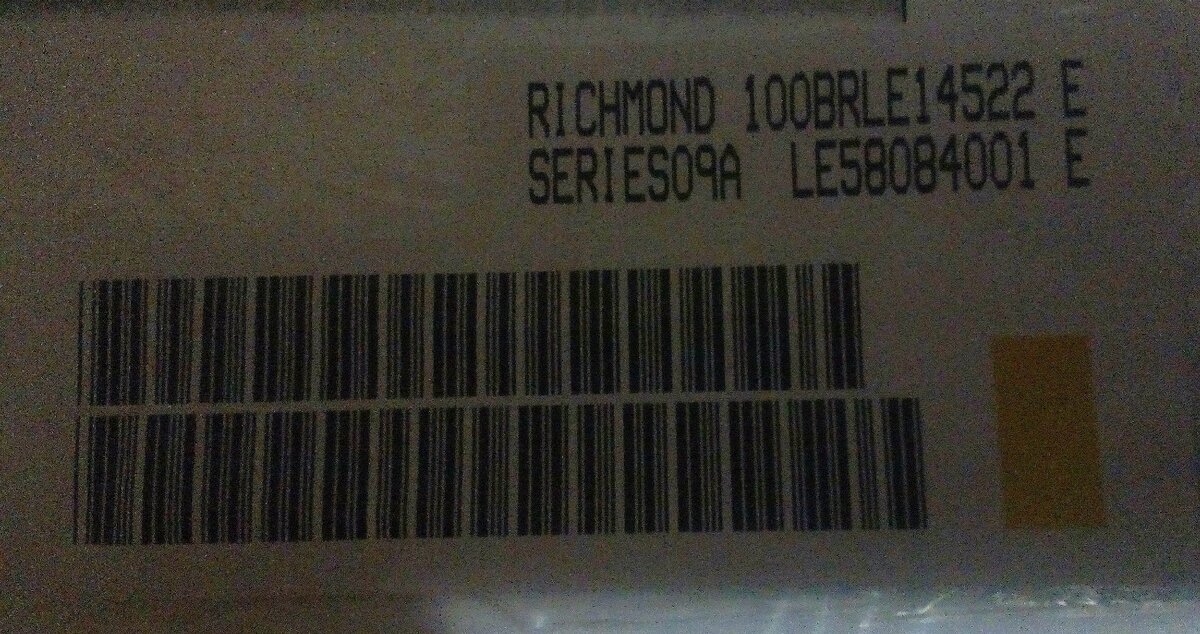 RICHMOND 100BRLE14522 E
SERIES09A LE58084001 E